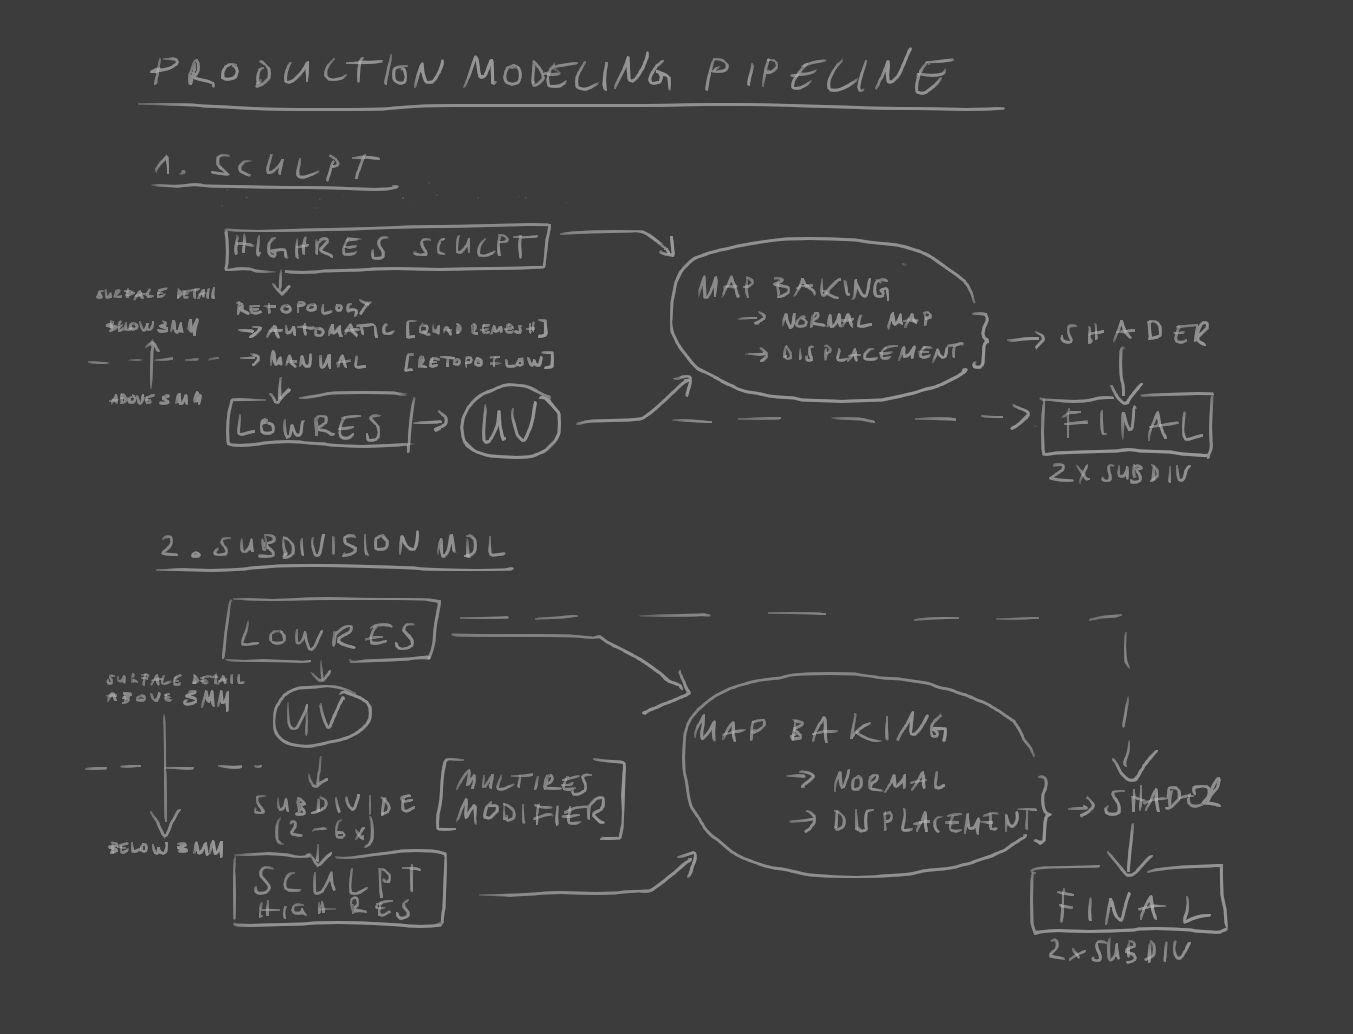 PRODUCTION MODELING PIPELINE
1. SCULPT
HIGHRES SCULPT
SURFACE DETAIL
BELOW 3MM
ABOVE 3MM
RETOPOLOGY
→ AUTOMATIC [QUADREMESH]
→ MANUAL [RETOPOFLOW]
LOWRES → UV
MAP BAKING
→ NORMAL MAP
→ DISPLACEMENT
→ SHADER
FINAL
2X SUBDIV
2. SUBDIVISION MDL
LOWRES
SURFACE DETAIL
ABOVE 3MM
BELOW 3MM
UV
SUBDIVIDE
(2-6x)
[MULTIRES
MODIFIER]
SCULPT
HIGHRES
MAP BAKING
→ NORMAL
→ DISPLACEMENT
→ SHADER
FINAL
2x SUBDIV